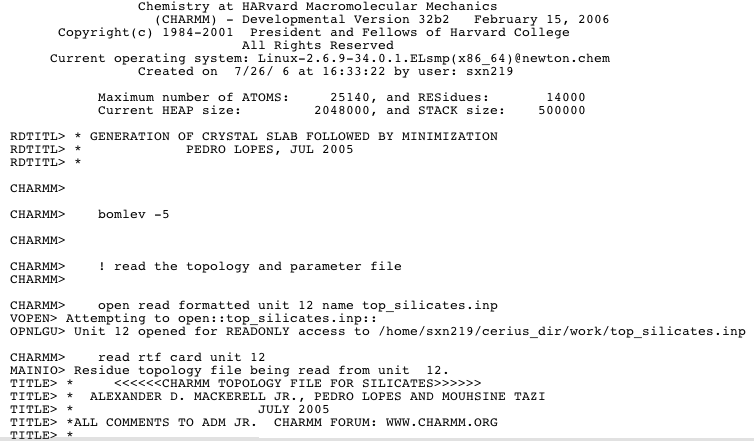 Chemistry at HARvard Macromolecular Mechanics
(CHARMM) - Developmental Version 32b2   February 15, 2006
Copyright(c) 1984-2001  President and Fellows of Harvard College
All Rights Reserved
Current operating system: Linux-2.6.9-34.0.1.ELsmp(x86_64)@newton.chem
Created on  7/26/ 6 at 16:33:22 by user: sxn219
Maximum number of ATOMS:     25140, and RESidues:       14000
Current HEAP size:         2048000, and STACK size:    500000
RDTITL> * GENERATION OF CRYSTAL SLAB FOLLOWED BY MINIMIZATION
RDTITL> *             PEDRO LOPES, JUL 2005
RDTITL> *
CHARMM>
CHARMM>    bomlev -5
CHARMM>
CHARMM>    ! read the topology and parameter file
CHARMM>
CHARMM>    open read formatted unit 12 name top_silicates.inp
VOPEN> Attempting to open::top_silicates.inp::
OPNLGU> Unit 12 opened for READONLY access to /home/sxn219/cerius_dir/work/top_silicates.inp
CHARMM>    read rtf card unit 12
MAINIO> Residue topology file being read from unit  12.
TITLE> *     <<<<<<CHARMM TOPOLOGY FILE FOR SILICATES>>>>>>
TITLE> *  ALEXANDER D. MACKERELL JR., PEDRO LOPES AND MOUHSINE TAZI
TITLE> *                       JULY 2005
TITLE> *ALL COMMENTS TO ADM JR.  CHARMM FORUM: WWW.CHARMM.ORG
TITLE> *